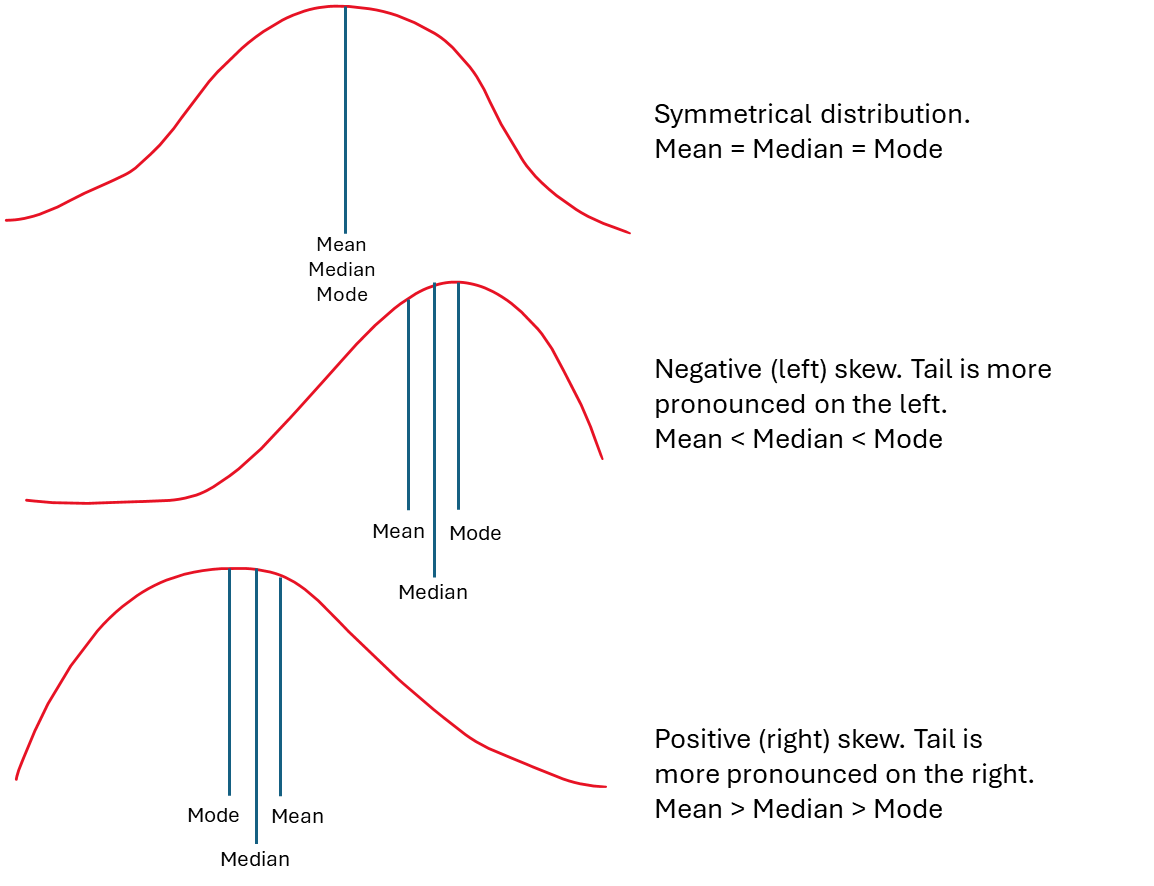 Symmetrical distribution.
Mean = Median = Mode
Mean
Median
Mode
Negative (left) skew. Tail is more
pronounced on the left.
Mean < Median < Mode
Mean
Mode
Median
Positive (right) skew. Tail is
more pronounced on the right.
Mean > Median > Mode
Mode
Mean
Median